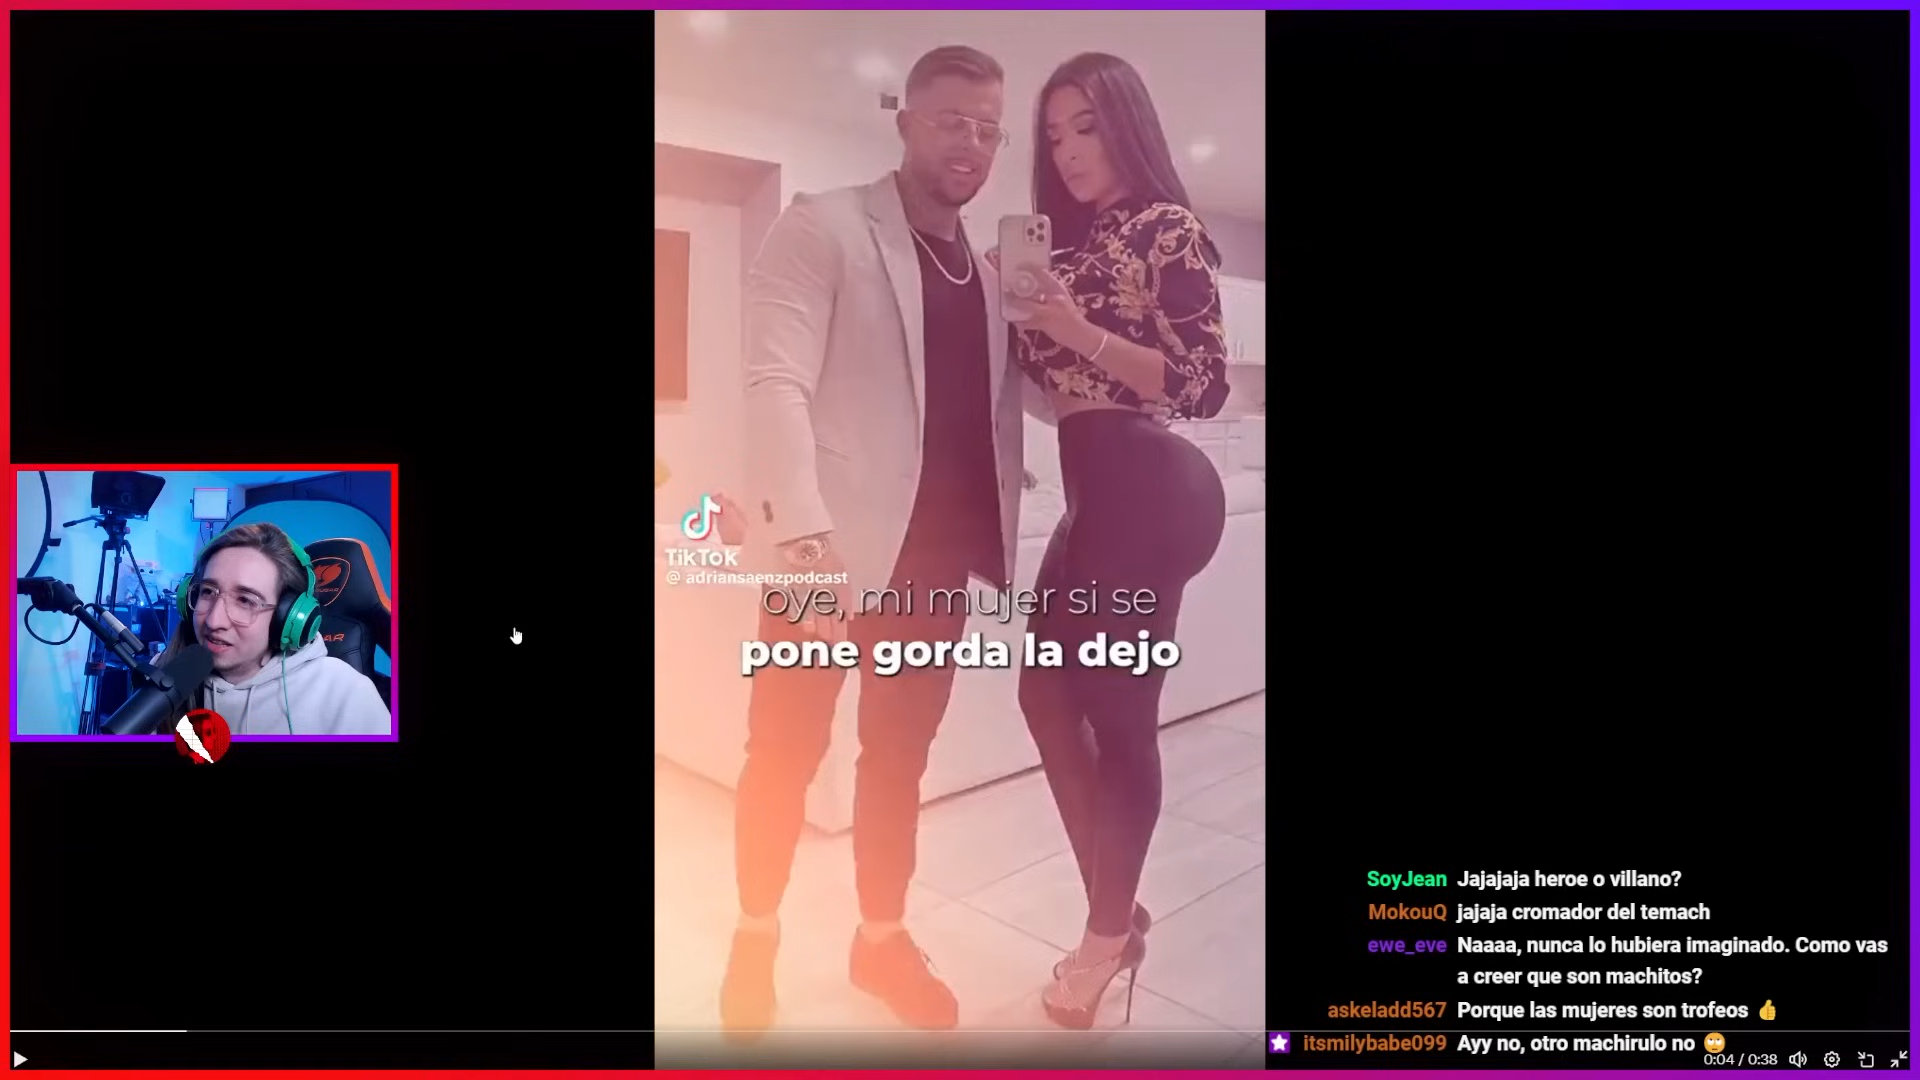 TikTok
@ adriansaenzpodcast
oye, mi mujer si se
pone gorda la dejo
SoyJean Jajajaja heroe o villano?
MokouQ jajaja cromador del temach
ewe_eve Naaaa, nunca lo hubiera imaginado. Como vas
a creer que son machitos?
askeladd567 Porque las mujeres son trofeos 👍
itsmilybabe099 Ayy no, otro machirulo no 🙄
0:04 / 0:38